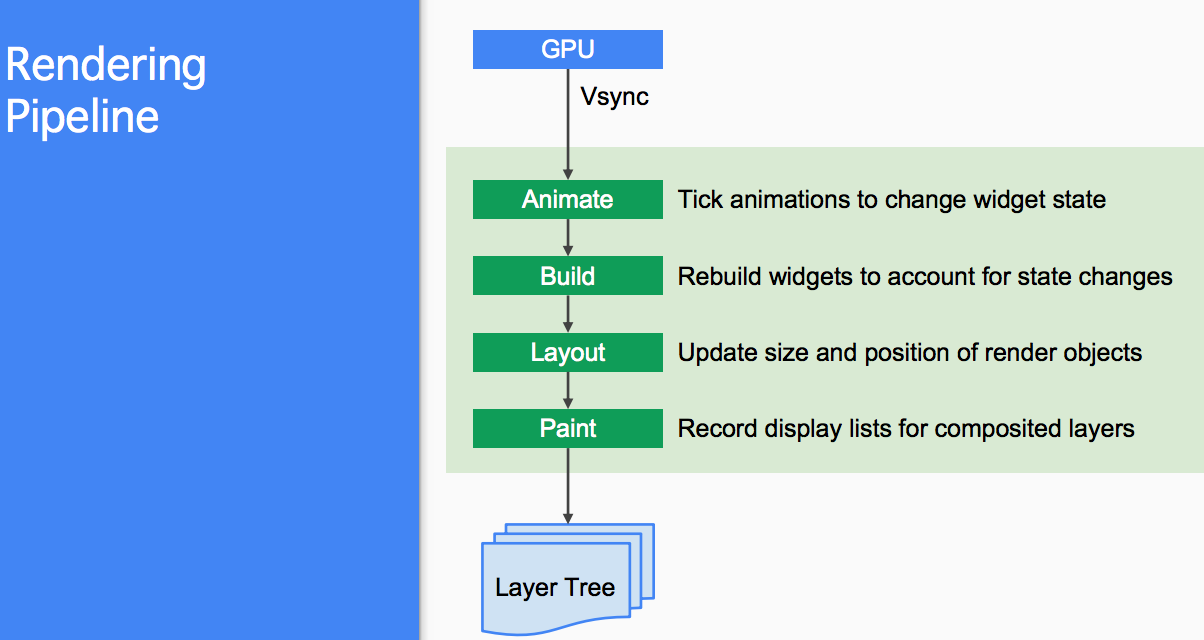 Rendering
Pipeline
GPU
Vsync
Animate
Tick animations to change widget state
Build
Rebuild widgets to account for state changes
Layout
Update size and position of render objects
Paint
Record display lists for composited layers
Layer Tree